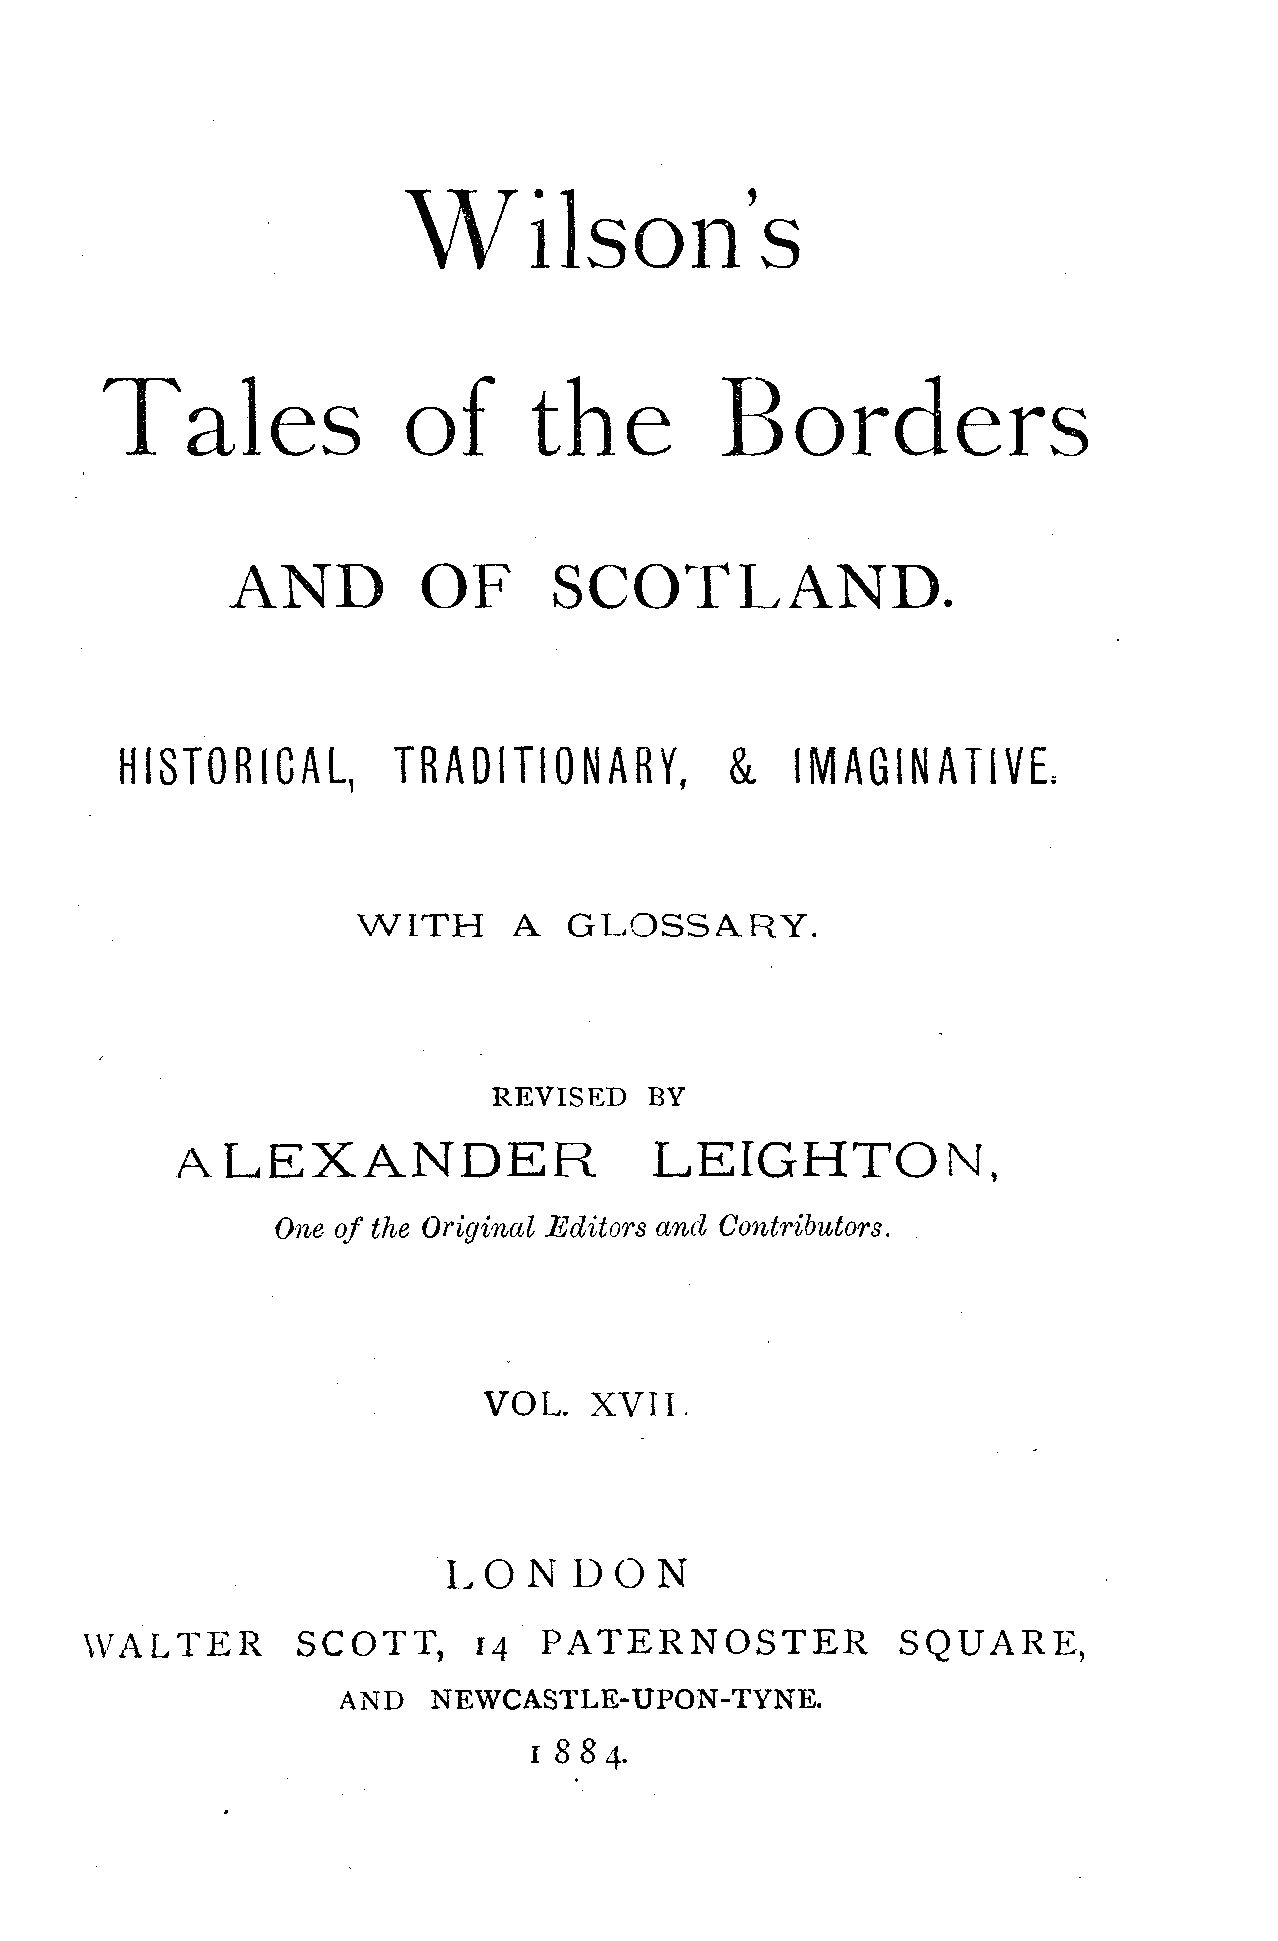 Wilson's
Tales of the Borders
AND OF SCOTLAND.
HISTORICAL, TRADITIONARY, & IMAGINATIVE.
WITH A GLOSSARY.
REVISED BY
ALEXANDER LEIGHTON,
One of the Original Editors and Contributors.
VOL. XVII.
LONDON
WALTER SCOTT, 14 PATERNOSTER SQUARE,
AND NEWCASTLE-UPON-TYNE.
1884.